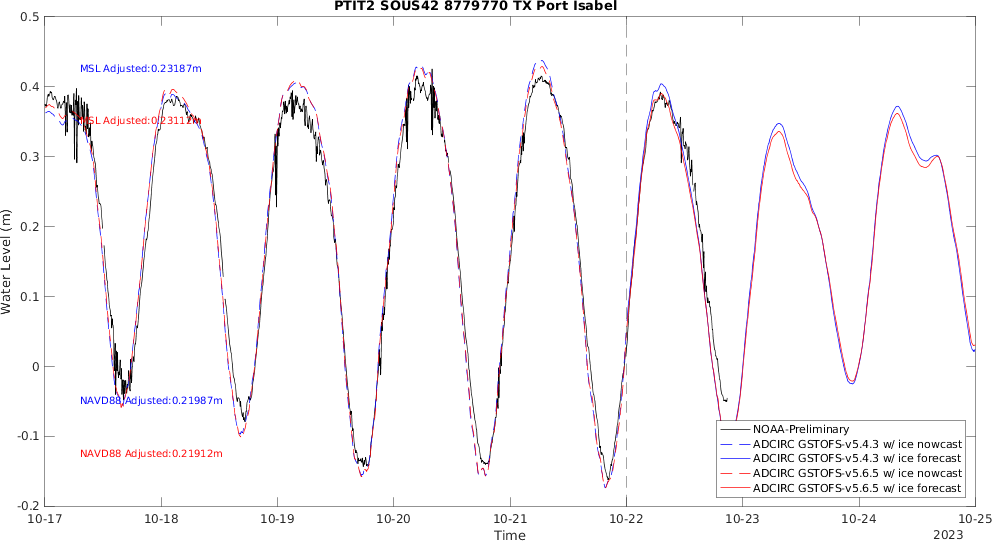 PTIT2 SOUS42 8779770 TX Port Isabel
0.5
0.4
0.3
0.2
0.1
0
-0.1
-0.2
Water Level (m)
MSL Adjusted:0.23187m
MSL Adjusted:0.23112m
NAVD88 Adjusted:0.21987m
NAVD88 Adjusted:0.21912m
NOAA-Preliminary
ADCIRC GSTOFS-v5.4.3 w/ ice nowcast
ADCIRC GSTOFS-v5.4.3 w/ ice forecast
ADCIRC GSTOFS-v5.6.5 w/ ice nowcast
ADCIRC GSTOFS-v5.6.5 w/ ice forecast
10-17 10-18 10-19 10-20 10-21 10-22 10-23 10-24 10-25
Time
2023